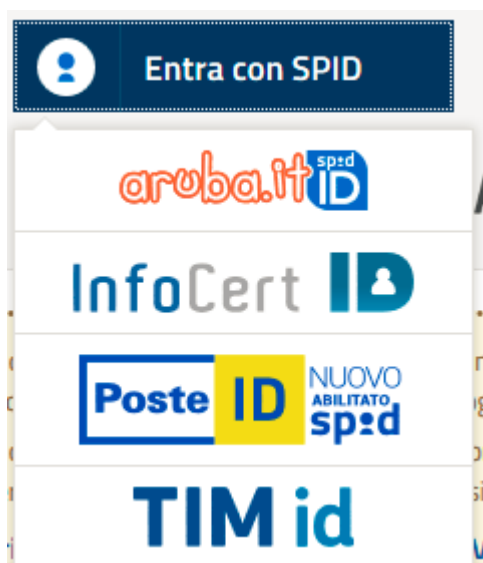 Entra con SPID
aruba.it spid ID
InfoCert ID
Poste ID NUOVO
ABILITATO
spid
TIM id